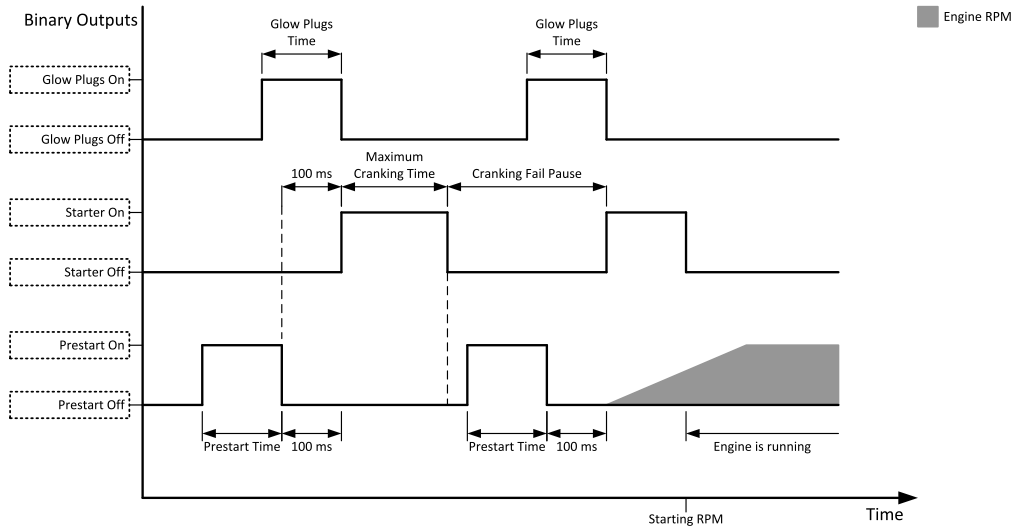 Binary Outputs
Engine RPM
Glow Plugs
Time
Glow Plugs
Time
Glow Plugs On
Glow Plugs Off
100 ms
Maximum
Cranking Time
Cranking Fail Pause
Starter On
Starter Off
Prestart On
Prestart Off
Prestart Time
100 ms
Prestart Time
100 ms
Engine is running
Time
Starting RPM